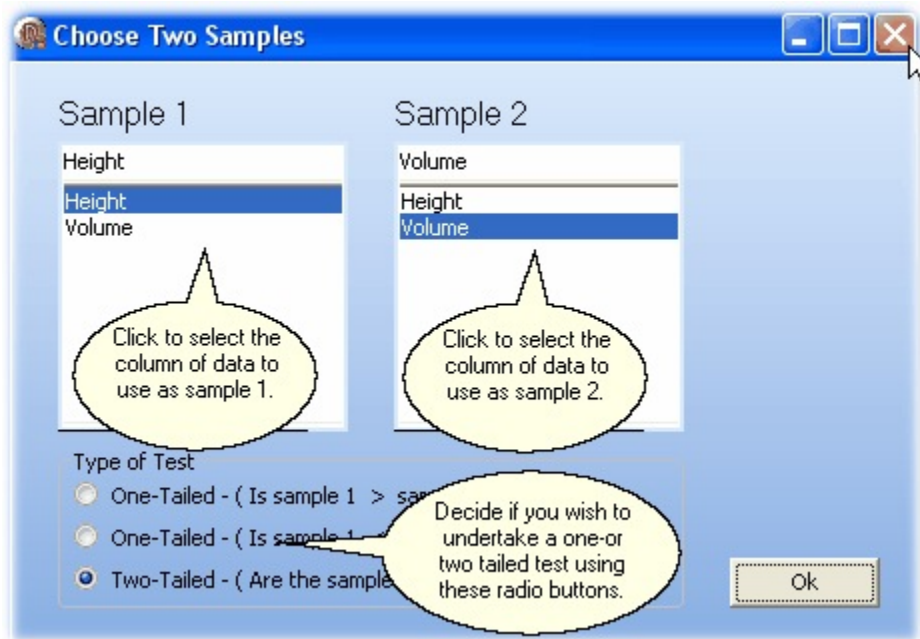 Choose Two Samples
Sample 1
Sample 2
Height
Height
Volume
Click to select the
column of data to
use as sample 1.
Volume
Height
Volume
Click to select the
column of data to
use as sample 2.
Type of Test
One-Tailed - ( Is sample 1 >
One-Tailed - ( Is sample 1
Two-Tailed - ( Are the sample
Decide if you wish to
undertake a one-or
two tailed test using
these radio buttons.
Ok